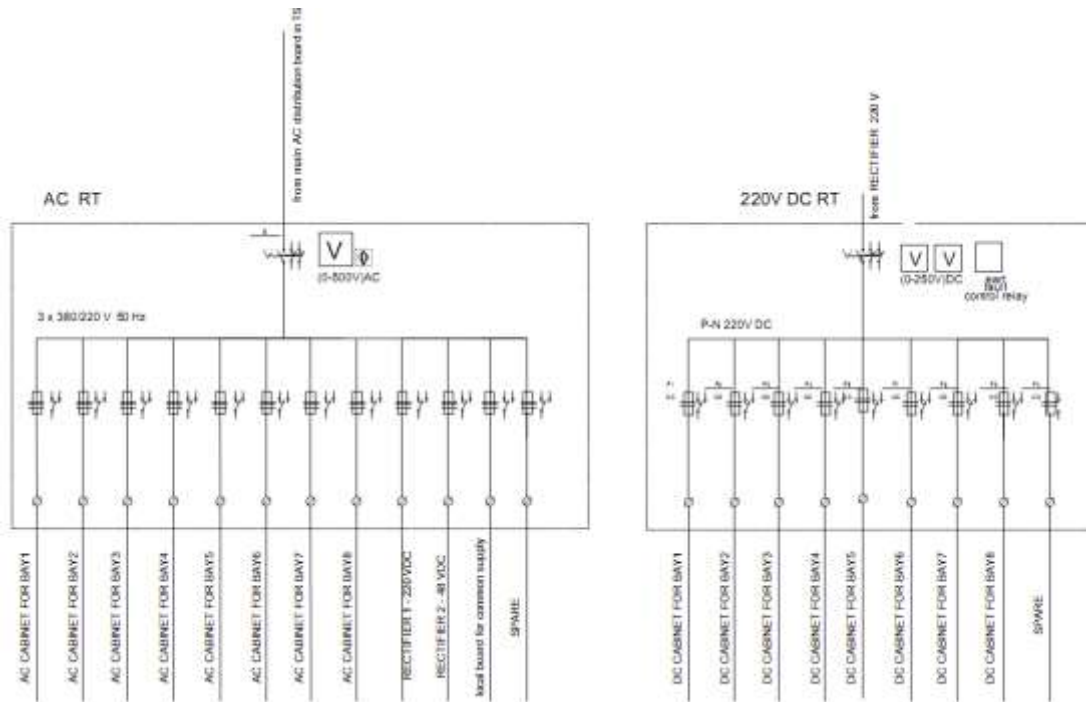 from main AC distribution board in TS
AC RT
V
(0-800V)AC
3 x 380/220 V 50 Hz
AC CABINET FOR BAY1
AC CABINET FOR BAY2
AC CABINET FOR BAY3
AC CABINET FOR BAY4
AC CABINET FOR BAY5
AC CABINET FOR BAY6
AC CABINET FOR BAY7
AC CABINET FOR BAY8
RECTIFIER 1 - 220 VDC
RECTIFIER 2 - 48 VDC
local board for common supply
SPARE
from RECTIFIER 220 V
220V DC RT
V
V
(0-250V)DC
eart
fault
control relay
P-N 220V DC
DC CABINET FOR BAY1
DC CABINET FOR BAY2
DC CABINET FOR BAY3
DC CABINET FOR BAY4
DC CABINET FOR BAY5
DC CABINET FOR BAY6
DC CABINET FOR BAY7
DC CABINET FOR BAY8
SPARE